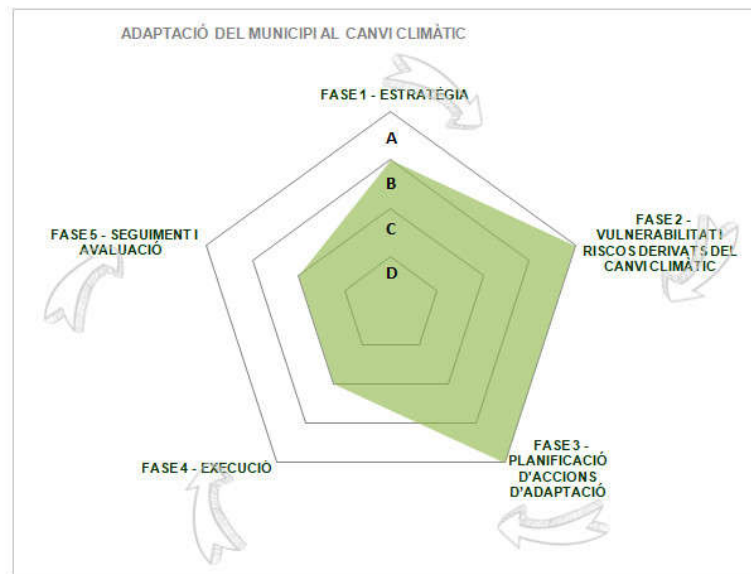 ADAPTACIÓ DEL MUNICIPI AL CANVI CLIMÀTIC
FASE 1 - ESTRATÈGIA
A
B
C
D
FASE 2 -
VULNERABILITAT I
RISCOS DERIVATS DEL
CANVI CLIMÀTIC
FASE 3 -
PLANIFICACIÓ
D'ACCIONS
D'ADAPTACIÓ
FASE 4 - EXECUCIÒ
FASE 5 - SEGUIMENT I
AVALUACIÓ